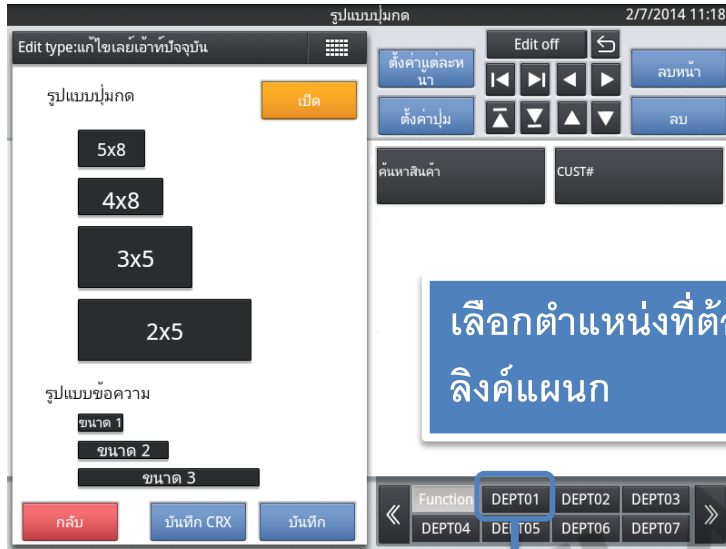 รูปแบบปุ่มกด
2/7/2014 11:18
Edit type:แก้ไขเลย์เอ้าท์ปัจจุบัน
รูปแบบปุ่มกด
เปิด
5x8
4x8
3x5
2x5
รูปแบบข้อความ
ขนาด 1
ขนาด 2
ขนาด 3
กลับ
บันทึก CRX
บันทึก
ตั้งค่าแต่ละห
นา
Edit off
ลบหน้า
ตั้งค่าปุ่ม
ลบ
ค้นหาสินค้า
CUST#
เลือกตำแหน่งที่ต้
ลิงค์แผนก
Function
DEPT01
DEPT02
DEPT03
DEPT04
DEPT05
DEPT06
DEPT07